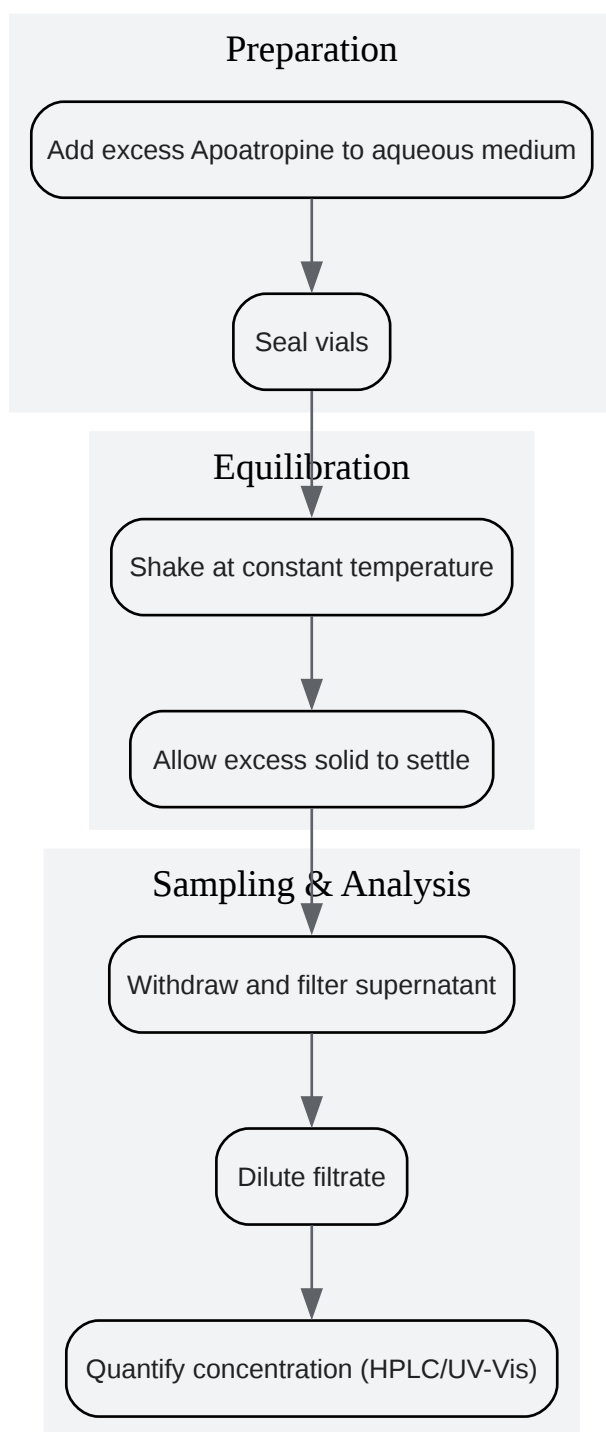 Preparation
Add excess Apoatropine to aqueous medium
Seal vials
Equilibration
Shake at constant temperature
Allow excess solid to settle
Sampling & Analysis
Withdraw and filter supernatant
Dilute filtrate
Quantify concentration (HPLC/UV-Vis)